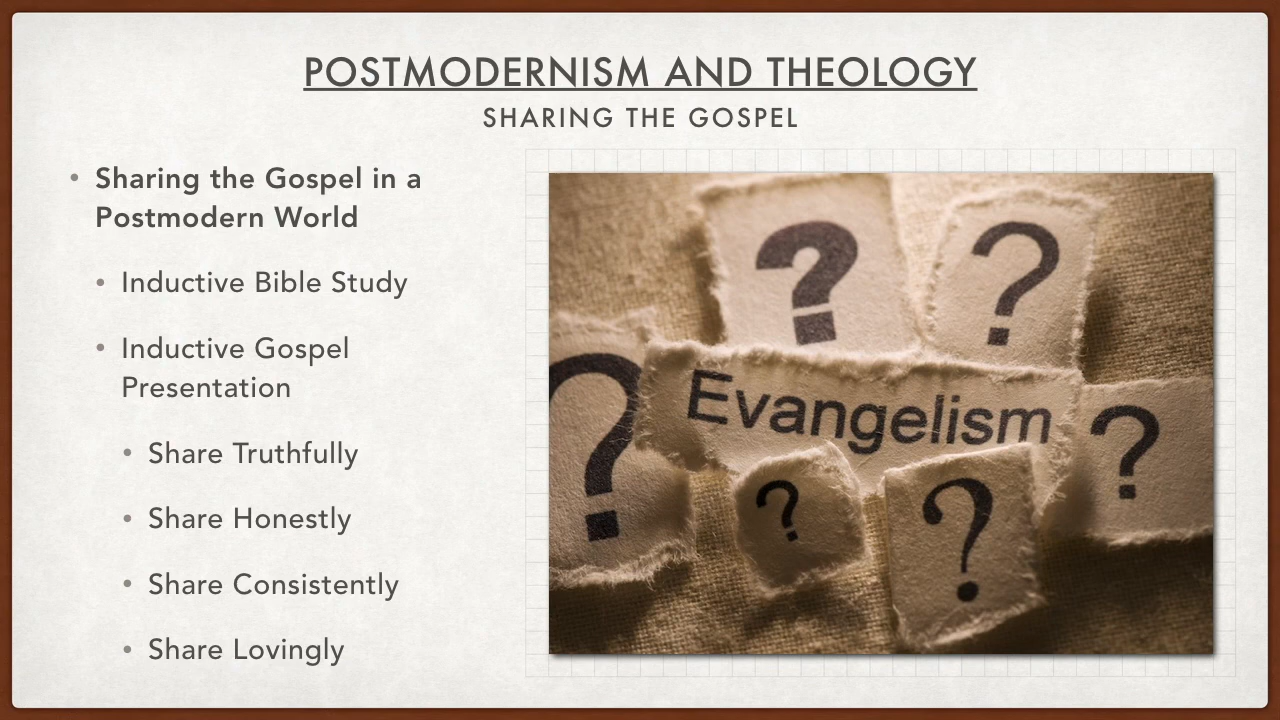 POSTMODERNISM AND THEOLOGY
SHARING THE GOSPEL
• Sharing the Gospel in a
Postmodern World
• Inductive Bible Study
• Inductive Gospel
Presentation
• Share Truthfully
• Share Honestly
• Share Consistently
• Share Lovingly
? ?
? Evangelism ?
? ?